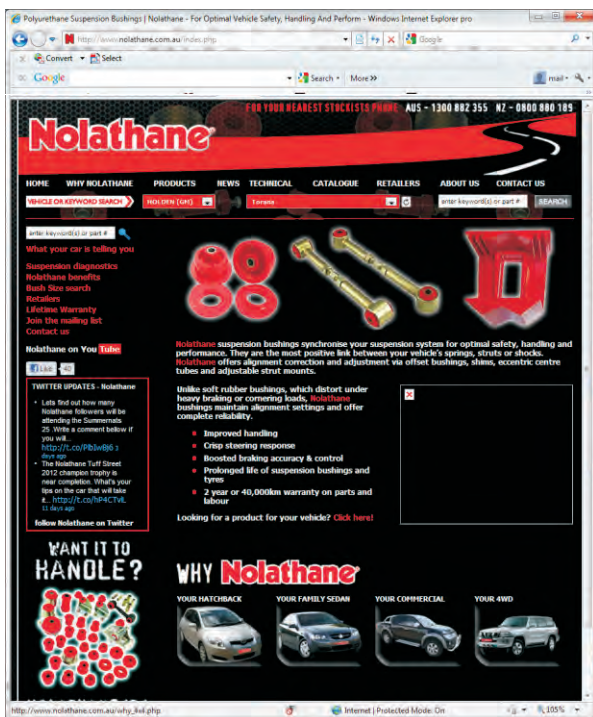 Polyurethane Suspension Bushings | Nolathane - For Optimal Vehicle Safety, Handling And Perform - Windows Internet Explorer pro
http://www.nolathane.com.au/index.php
Google
Convert Select
Google Search More >> mail
FOR YOUR NEAREST STOCKISTS PHONE AUS - 1300 882 355 NZ - 0800 880 189
Nolathane
HOME WHY NOLATHANE PRODUCTS NEWS TECHNICAL CATALOGUE RETAILERS ABOUT US CONTACT US
VEHICLE OR KEYWORD SEARCH HOLDEN (GM) Torana enter keyword(s) or part # SEARCH
enter keyword(s) or part #
What your car is telling you
Suspension diagnostics
Nolathane benefits
Bush Size search
Retailers
Lifetime Warranty
Join the mailing list
Contact us
Nolathane on You Tube
Like 40
TWITTER UPDATES - Nolathane
Lets find out how many
Nolathane followers will be
attending the Summernats
25. Write a comment below if
you will...
http://t.co/PlbIwBj6 3
days ago
The Nolathane Tuff Street
2012 champion trophy is
near completion. What's your
tips on the car that will take
it... http://t.co/hP4CTviL
11 days ago
follow Nolathane on Twitter
WANT IT TO
HANDLE?
Nolathane suspension bushings synchronise your suspension system for optimal safety, handling and
performance. They are the most positive link between your vehicle's springs, struts or shocks.
Nolathane offers alignment correction and adjustment via offset bushings, shims, eccentric centre
tubes and adjustable strut mounts.
Unlike soft rubber bushings, which distort under
heavy braking or cornering loads, Nolathane
bushings maintain alignment settings and offer
complete reliability.
Improved handling
Crisp steering response
Boosted braking accuracy & control
Prolonged life of suspension bushings and
tyres
2 year or 40,000km warranty on parts and
labour
Looking for a product for your vehicle? Click here!
WHY Nolathane
YOUR HATCHBACK YOUR FAMILY SEDAN YOUR COMMERCIAL YOUR 4WD
http://www.nolathane.com.au/why_4wd.php Internet | Protected Mode: On 105%